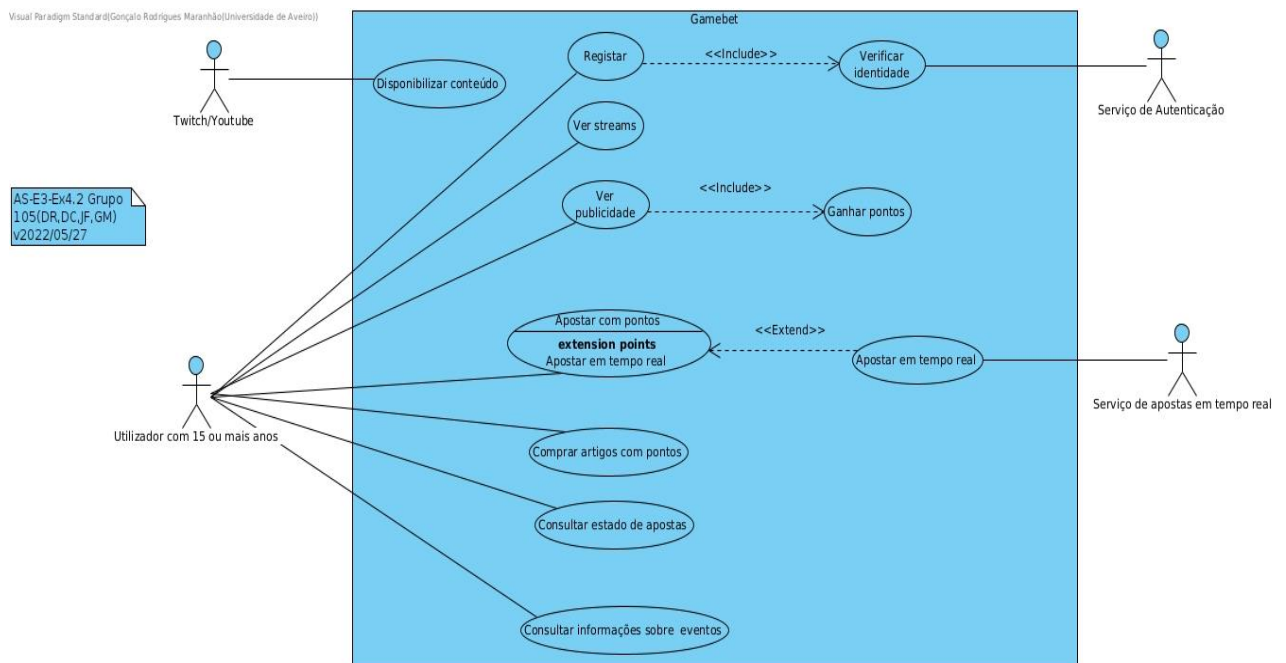 Visual Paradigm Standard(Gonçalo Rodrigues Maranhão(Universidade de Aveiro))
Gamebet
Registar
<<Include>>
Verificar
identidade
Disponibilizar conteúdo
Twitch/Youtube
Serviço de Autenticação
Ver streams
AS-E3-Ex4.2 Grupo
105(DR,DC,JF,GM)
v2022/05/27
Ver
publicidade
<<Include>>
Ganhar pontos
Apostar com pontos
extension points
Apostar em tempo real
<<Extend>>
Apostar em tempo real
Serviço de apostas em tempo real
Utilizador com 15 ou mais anos
Comprar artigos com pontos
Consultar estado de apostas
Consultar informações sobre eventos